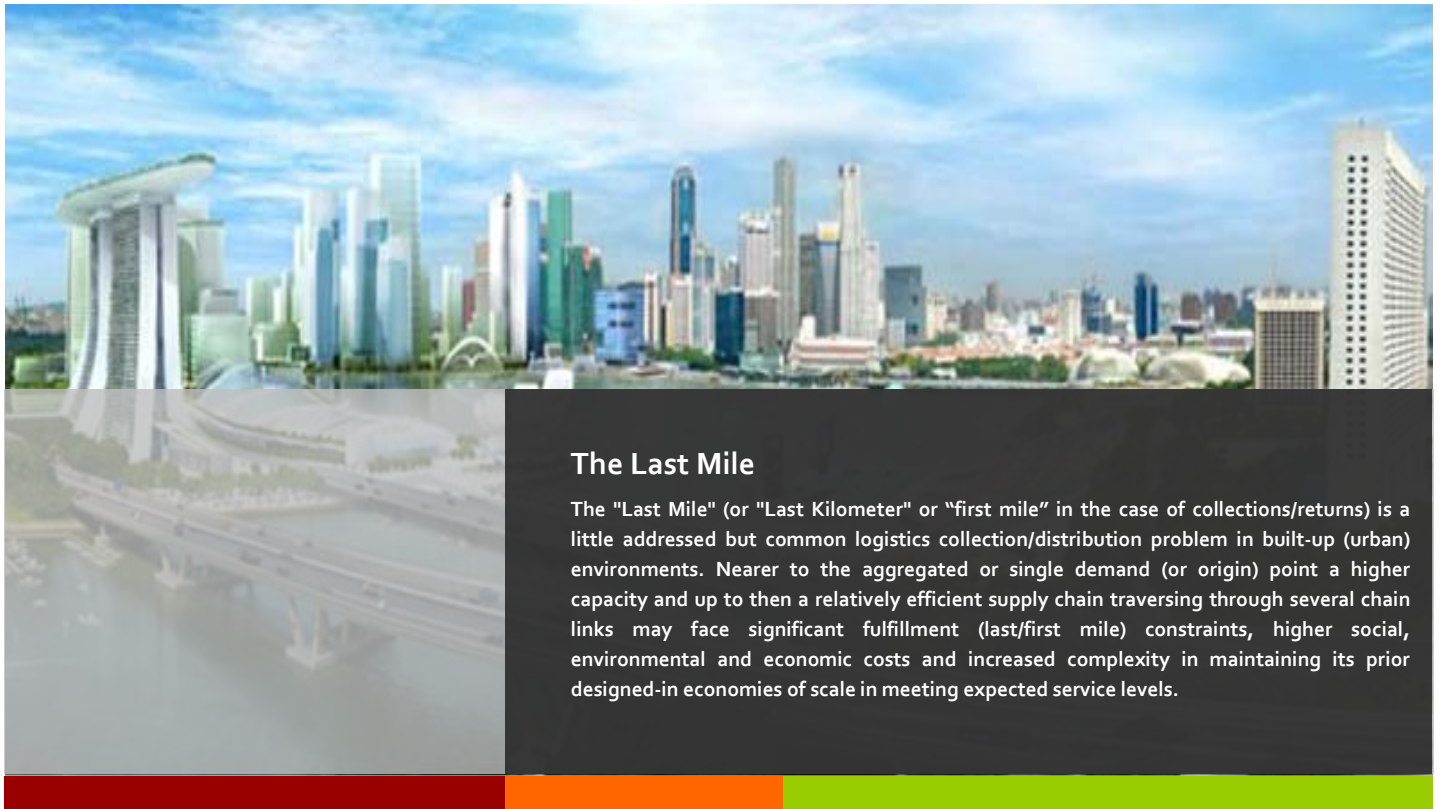 The Last Mile
The "Last Mile" (or "Last Kilometer" or “first mile” in the case of collections/returns) is a
little addressed but common logistics collection/distribution problem in built-up (urban)
environments. Nearer to the aggregated or single demand (or origin) point a higher
capacity and up to then a relatively efficient supply chain traversing through several chain
links may face significant fulfillment (last/first mile) constraints, higher social,
environmental and economic costs and increased complexity in maintaining its prior
designed-in economies of scale in meeting expected service levels.